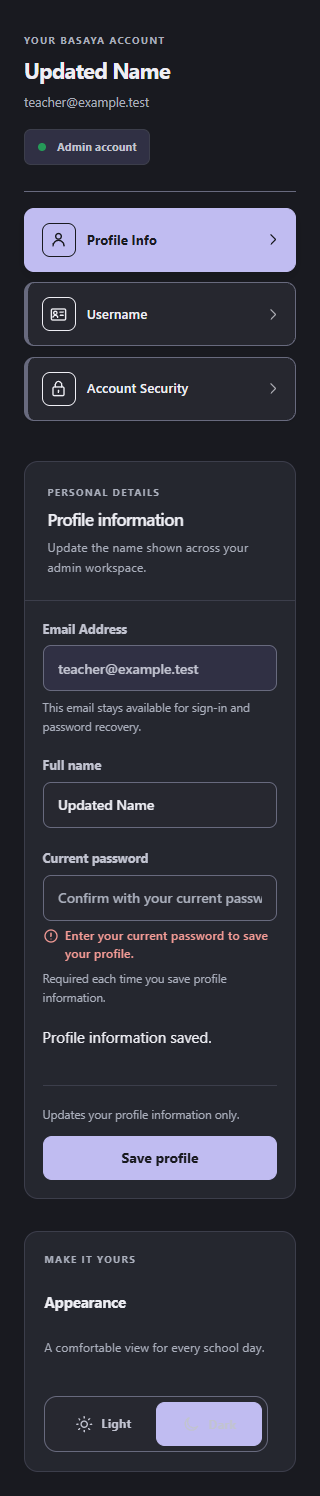 YOUR BASAYA ACCOUNT
Updated Name
teacher@example.test
Admin account
Profile Info
Username
Account Security
PERSONAL DETAILS
Profile information
Update the name shown across your
admin workspace.
Email Address
teacher@example.test
This email stays available for sign-in and
password recovery.
Full name
Updated Name
Current password
Confirm with your current passw
Enter your current password to save
your profile.
Required each time you save profile
information.
Profile information saved.
Updates your profile information only.
Save profile
MAKE IT YOURS
Appearance
A comfortable view for every school day.
Light